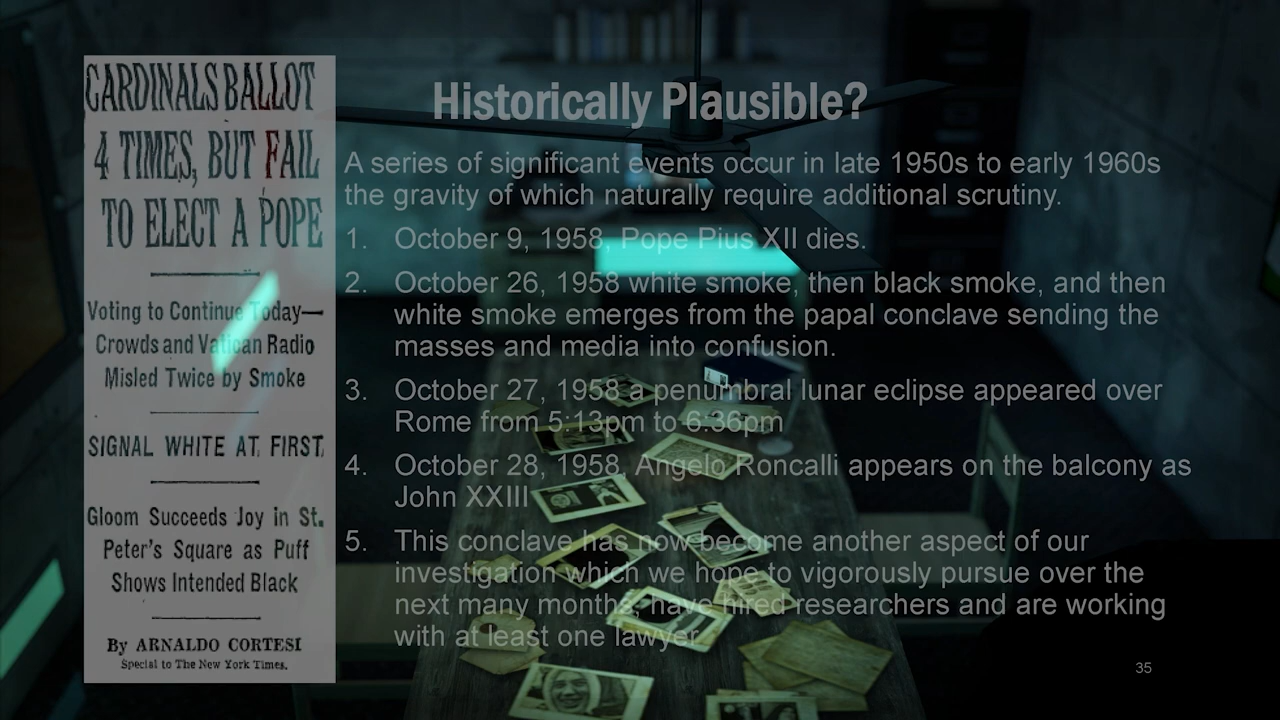 CARDINALS BALLOT
4 TIMES, BUT FAIL
TO ELECT A POPE
Voting to Continue Today—
Crowds and Vatican Radio
Misled Twice by Smoke
SIGNAL WHITE AT FIRST
Gloom Succeeds Joy in St.
Peter's Square as Puff
Shows Intended Black
By ARNALDO CORTESI
Special to The New York Times.
Historically Plausible?
A series of significant events occur in late 1950s to early 1960s
the gravity of which naturally require additional scrutiny.
1. October 9, 1958, Pope Pius XII dies.
2. October 26, 1958 white smoke, then black smoke, and then
white smoke emerges from the papal conclave sending the
masses and media into confusion.
3. October 27, 1958 a penumbral lunar eclipse appeared over
Rome from 5:13pm to 6:36pm
4. October 28, 1958, Angelo Roncalli appears on the balcony as
John XXIII
5. This conclave has now become another aspect of our
investigation which we hope to vigorously pursue over the
next many months, have hired researchers and are working
with at least one lawyer.
35